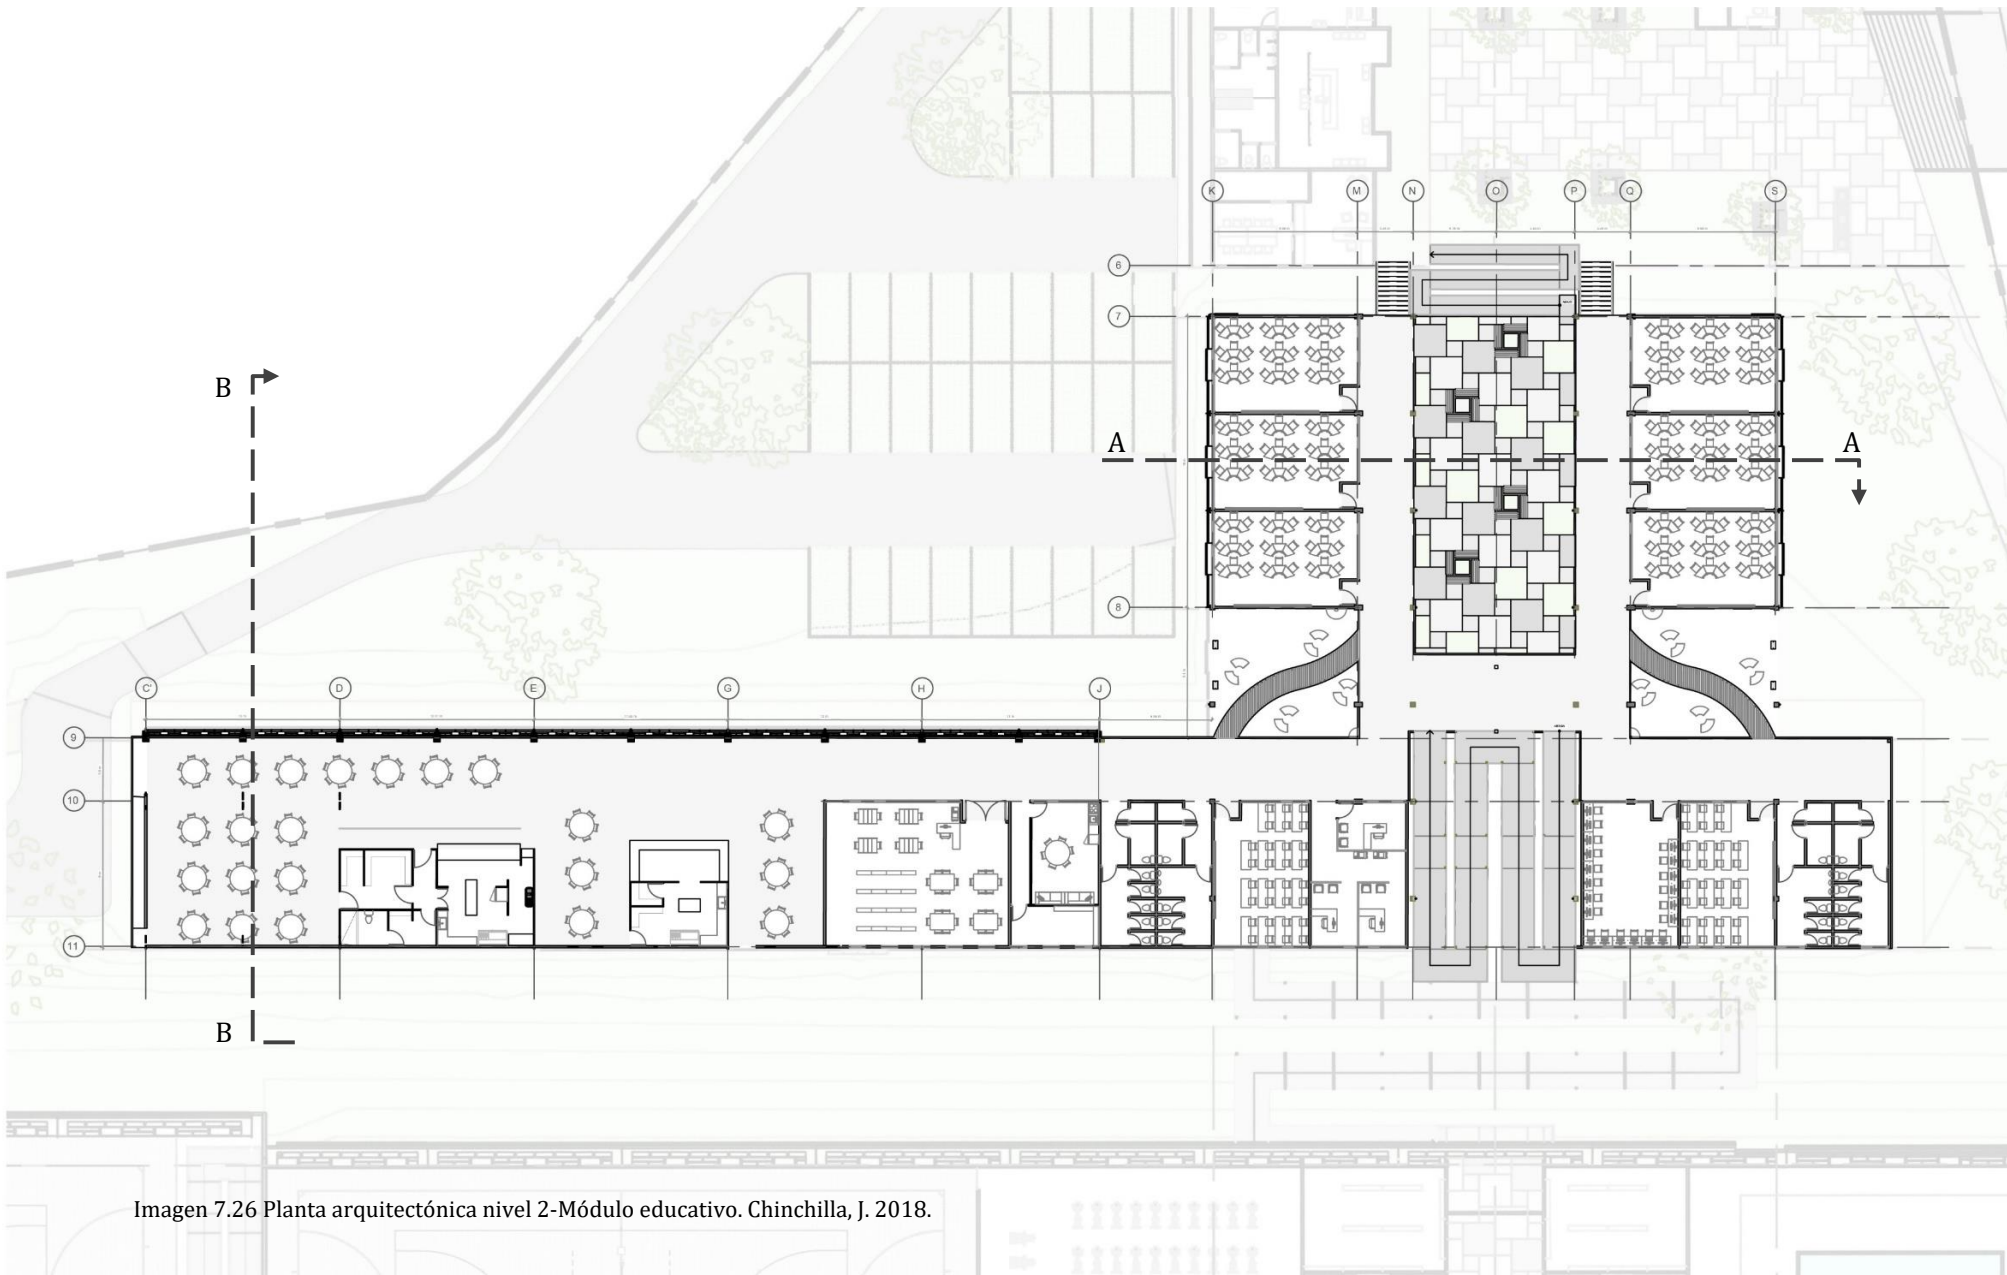 K M N O P Q S
6
7
B
A A
8
C' D E G H J
9
10
11
B
Imagen 7.26 Planta arquitectónica nivel 2-Módulo educativo. Chinchilla, J. 2018.